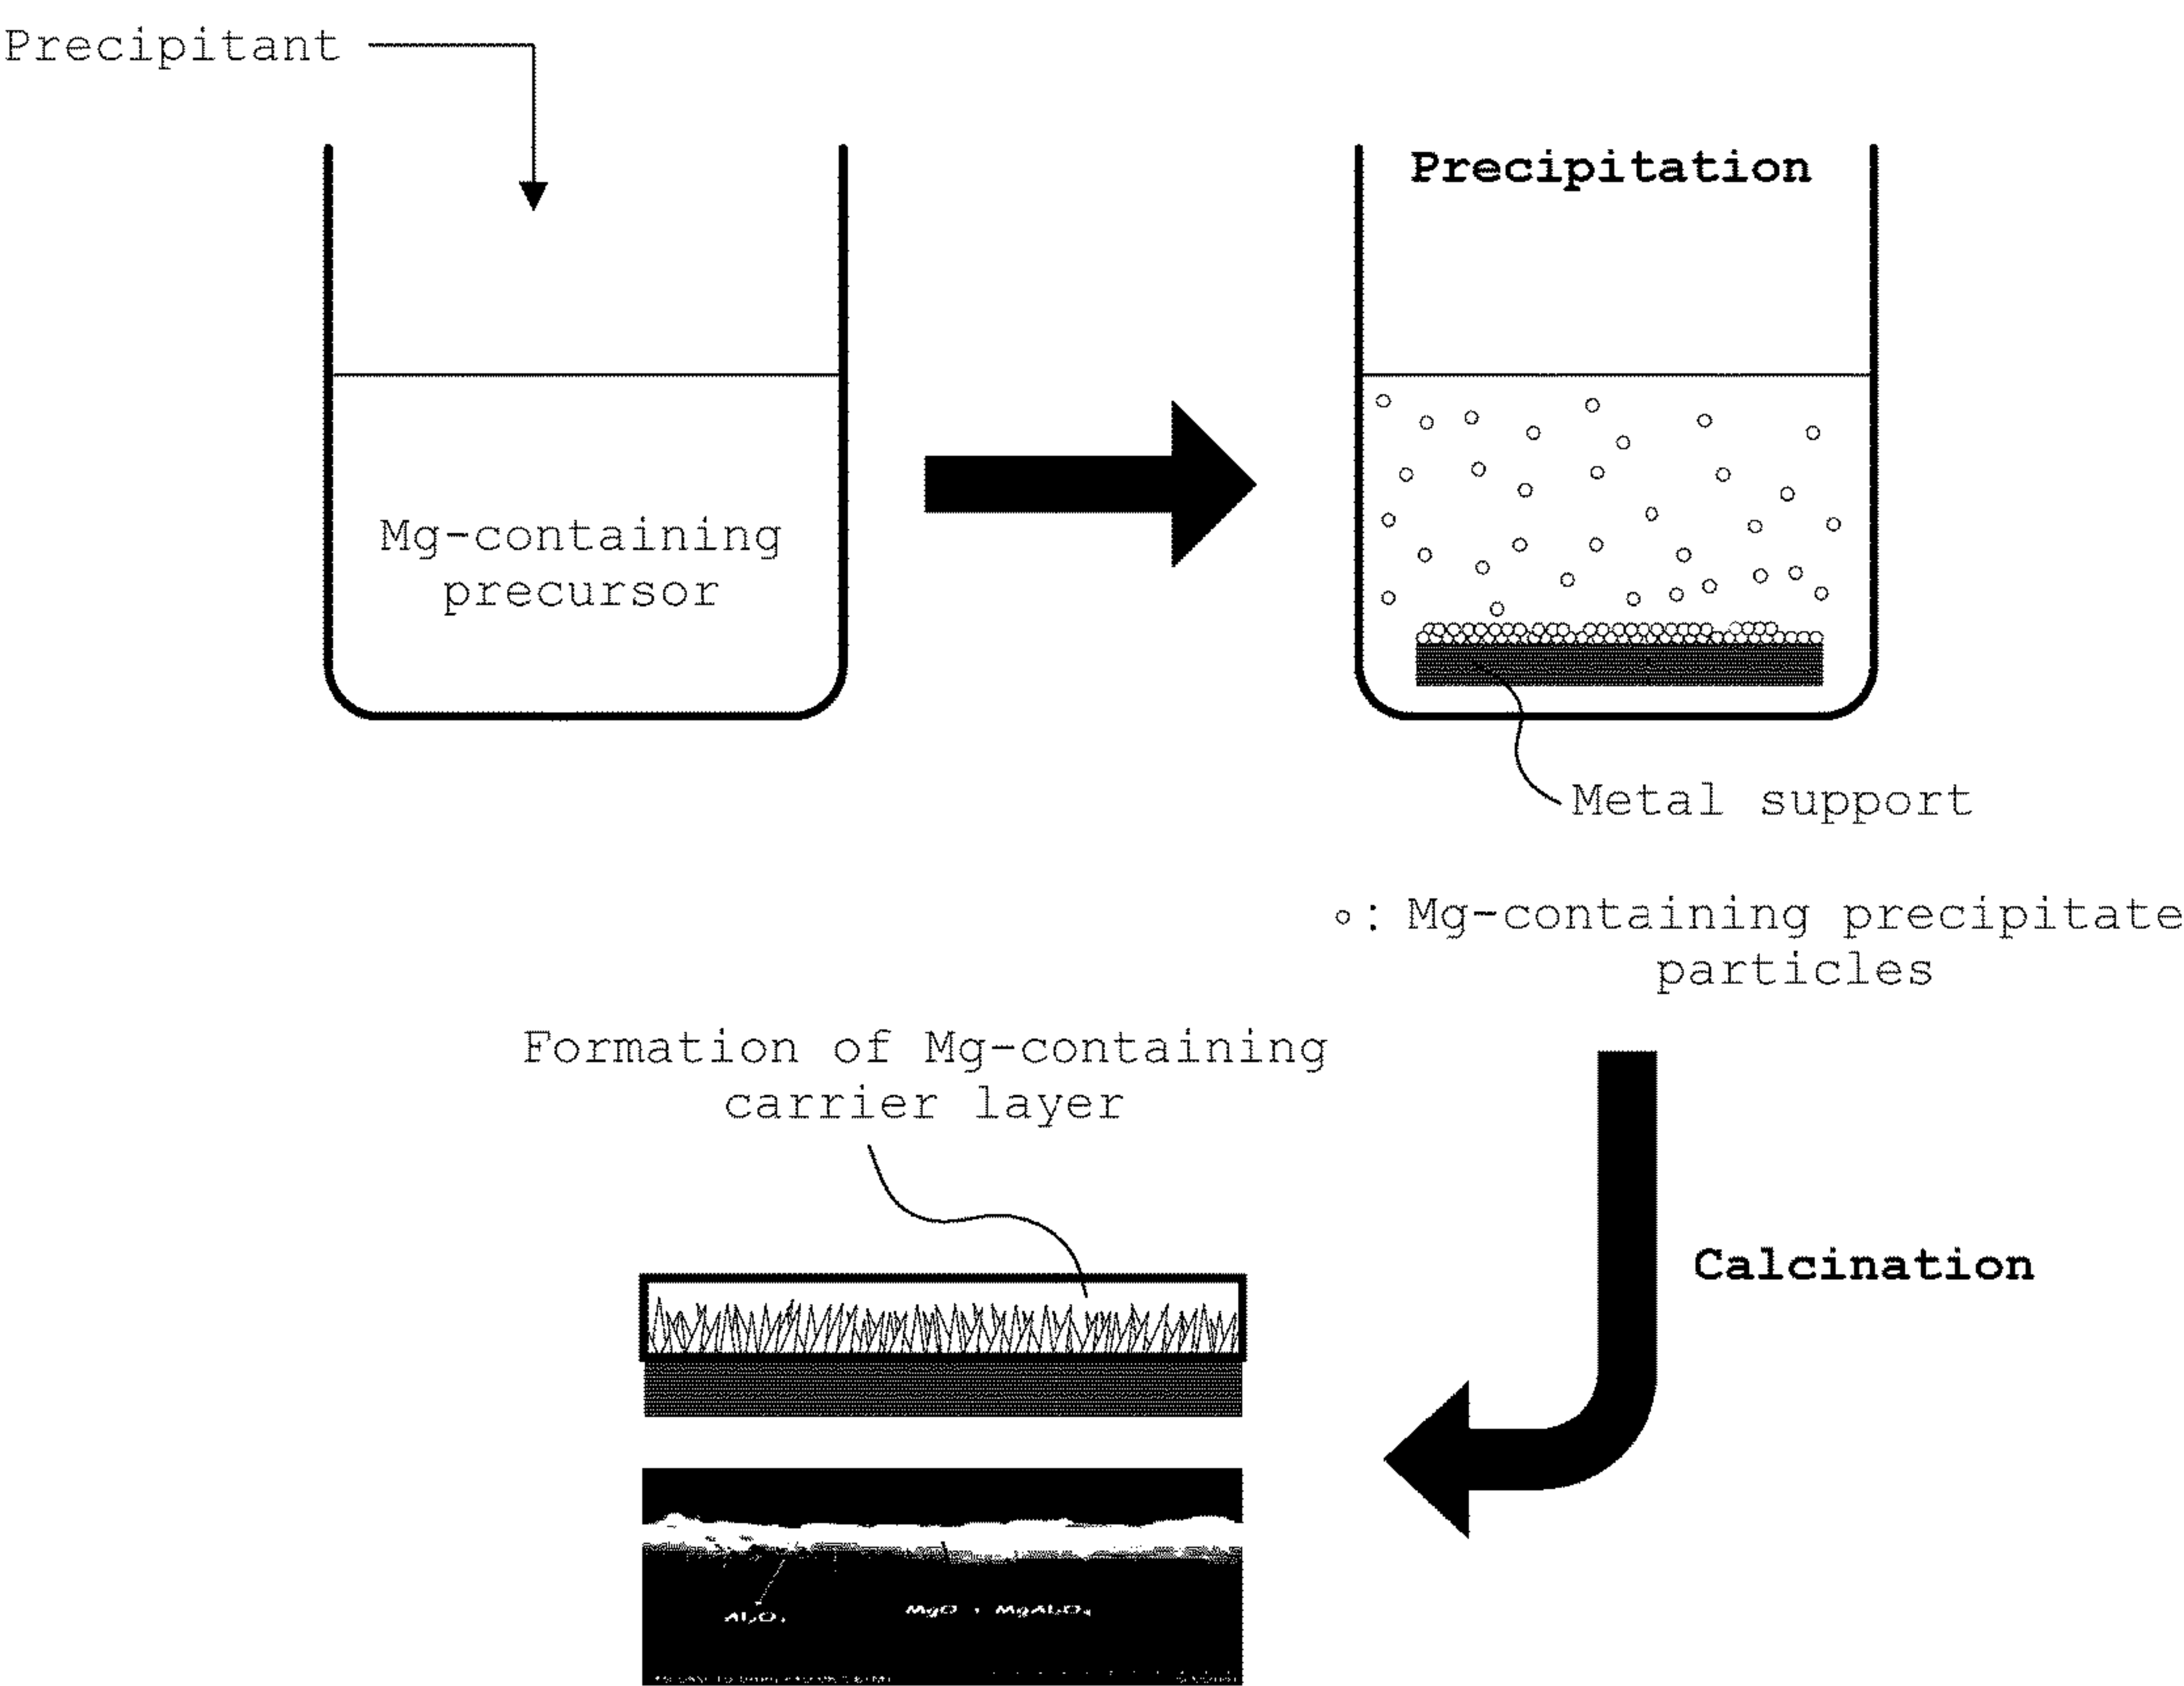 Precipitant
Precipitation
Mg-containing
precursor
Metal support
o: Mg-containing precipitate
particles
Formation of Mg-containing
carrier layer
Calcination
MgO + MgAl₂O₄